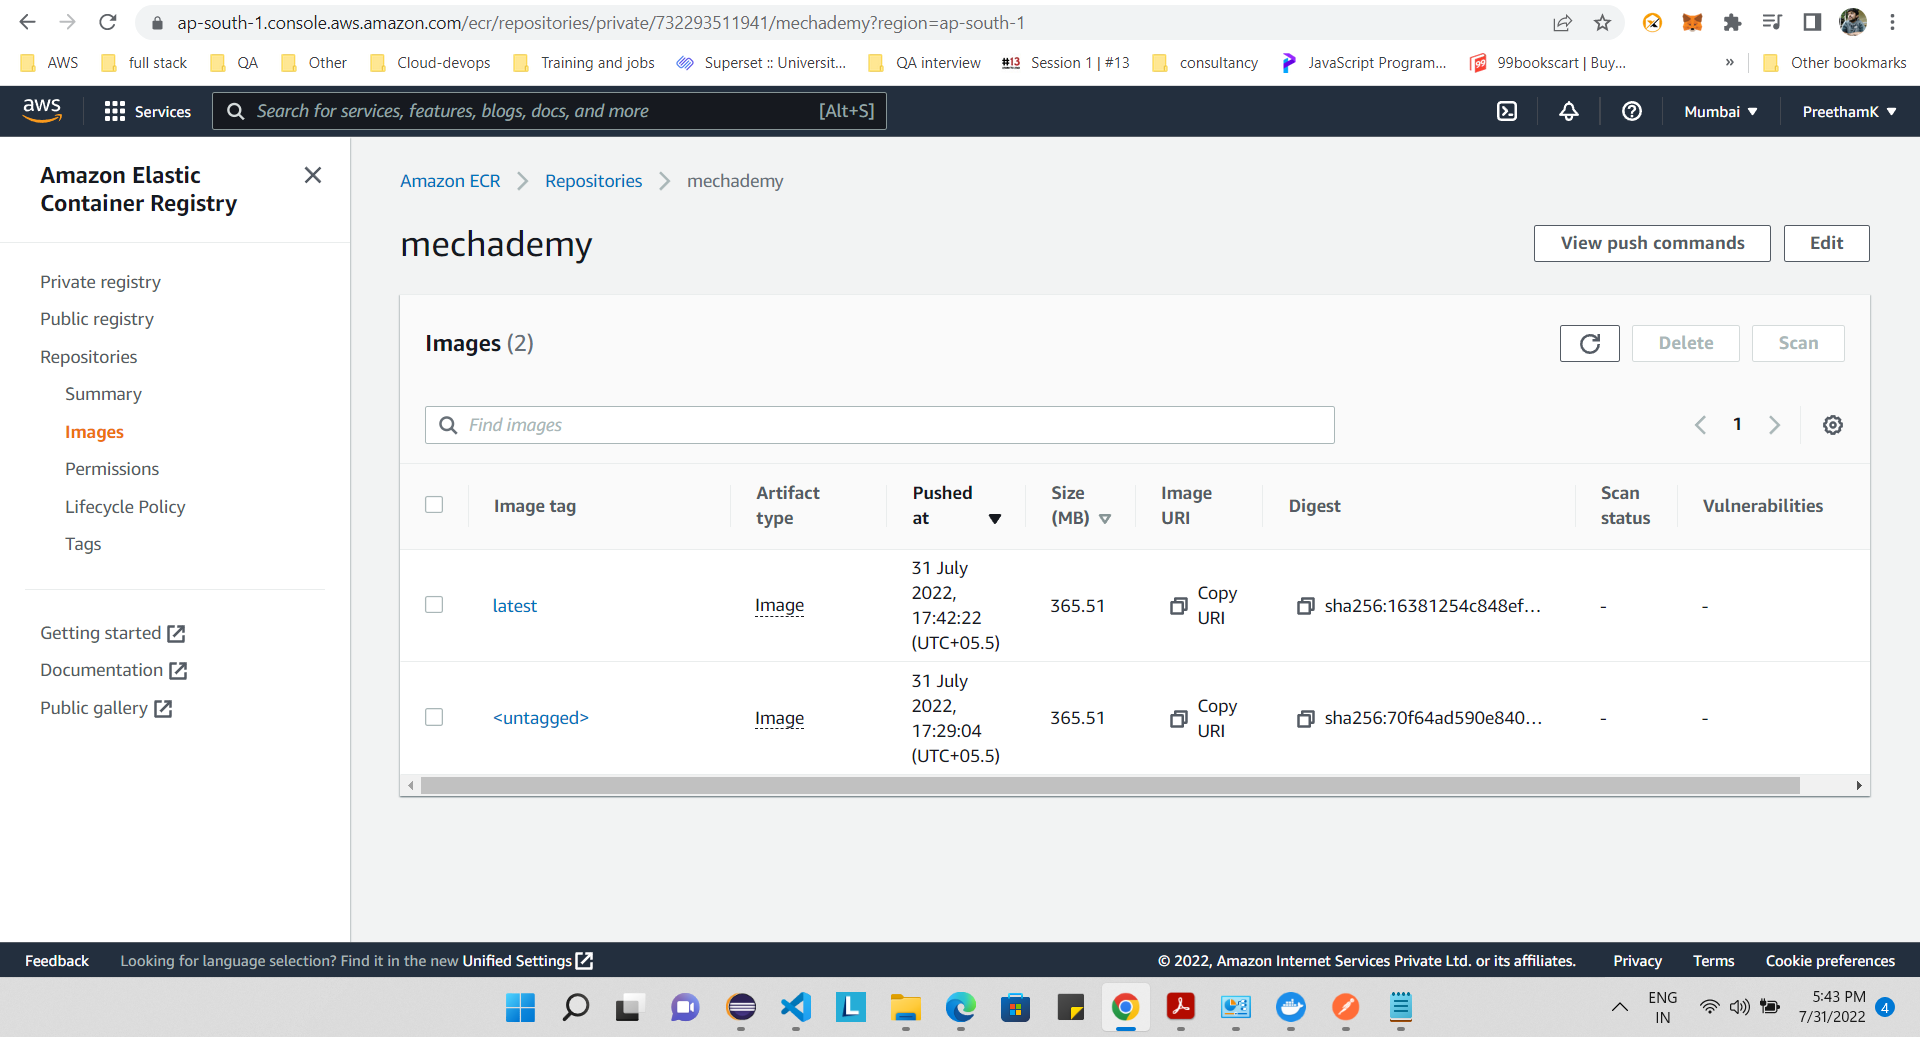 ap-south-1.console.aws.amazon.com/ecr/repositories/private/732293511941/mechademy?region=ap-south-1
AWS full stack QA Other Cloud-devops Training and jobs Superset :: Universit... QA interview #13 Session 1 | #13 consultancy JavaScript Program... 99bookscart | Buy... » Other bookmarks
aws Services Search for services, features, blogs, docs, and more [Alt+S] Mumbai PreethamK
Amazon Elastic
Container Registry
Private registry
Public registry
Repositories
Summary
Images
Permissions
Lifecycle Policy
Tags
Getting started
Documentation
Public gallery
Amazon ECR Repositories mechademy
mechademy
View push commands Edit
Images (2)
Delete Scan
Find images
1
Image tag Artifact type Pushed at Size (MB) Image URI Digest Scan status Vulnerabilities
latest Image 31 July 2022, 17:42:22 (UTC+05.5) 365.51 Copy URI sha256:16381254c848ef... - -
<untagged> Image 31 July 2022, 17:29:04 (UTC+05.5) 365.51 Copy URI sha256:70f64ad590e840... - -
Feedback Looking for language selection? Find it in the new Unified Settings © 2022, Amazon Internet Services Private Ltd. or its affiliates. Privacy Terms Cookie preferences
L
ENG
IN
5:43 PM
7/31/2022
4